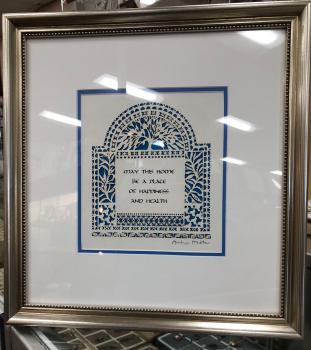 MAY THIS HOME
BE A PLACE
OF HAPPINESS
AND HEALTH